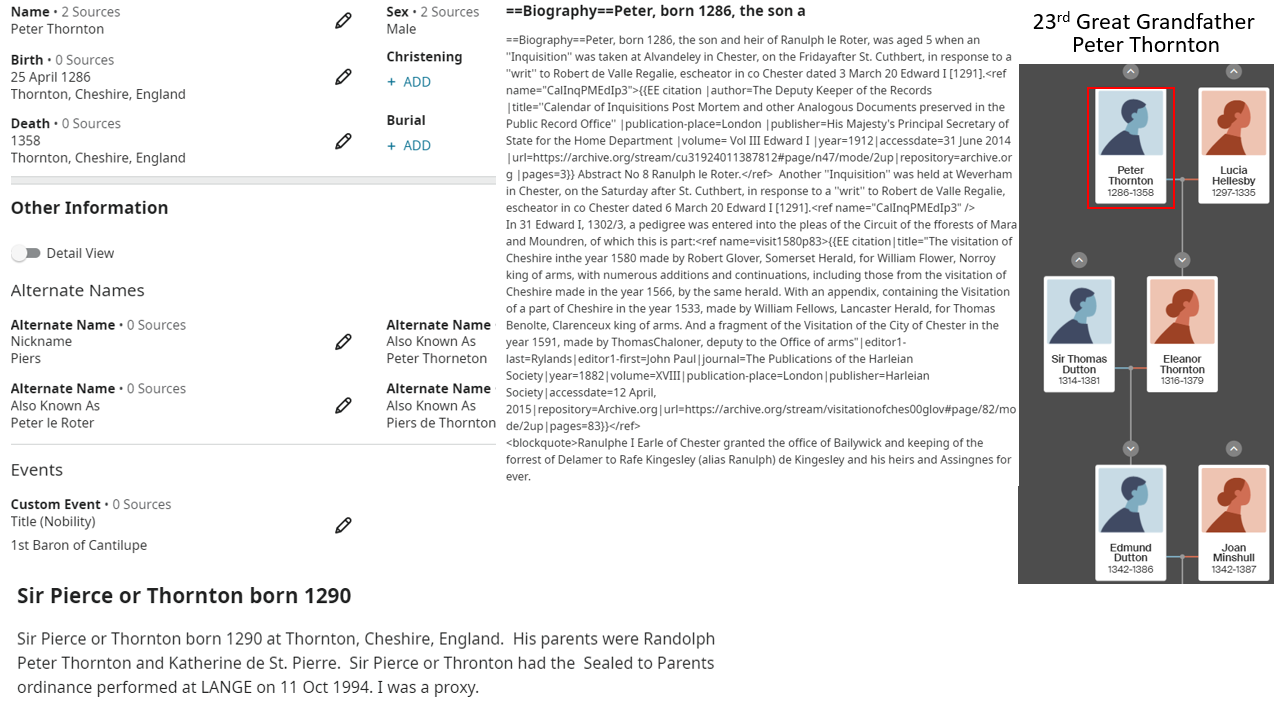 Name • 2 Sources
Peter Thornton
Sex • 2 Sources
Male
Birth • 0 Sources
25 April 1286
Thornton, Cheshire, England
Christening
+ ADD
Death • 0 Sources
1358
Thornton, Cheshire, England
Burial
+ ADD
Other Information
Detail View
Alternate Names
Alternate Name • 0 Sources
Nickname
Piers
Alternate Name
Also Known As
Peter Thorneton
Alternate Name • 0 Sources
Also Known As
Peter le Roter
Alternate Name
Also Known As
Piers de Thornton
Events
Custom Event • 0 Sources
Title (Nobility)
1st Baron of Cantilupe
==Biography==Peter, born 1286, the son a
==Biography==Peter, born 1286, the son and heir of Ranulph le Roter, was aged 5 when an
''Inquisition'' was taken at Alvandeley in Chester, on the Fridayafter St. Cuthbert, in response to a
''writ'' to Robert de Valle Regalie, escheator in co Chester dated 3 March 20 Edward I [1291].<ref
name="CalInqPMEdIp3">{{EE citation |author=The Deputy Keeper of the Records
|title=''Calendar of Inquisitions Post Mortem and other Analogous Documents preserved in the
Public Record Office'' |publication-place=London |publisher=His Majesty's Principal Secretary of
State for the Home Department |volume= Vol III Edward I |year=1912|accessdate=31 June 2014
|url=https://archive.org/stream/cu31924011387812#page/n47/mode/2up|repository=archive.or
g |pages=3}} Abstract No 8 Ranulph le Roter.</ref>  Another ''Inquisition'' was held at Weverham
in Chester, on the Saturday after St. Cuthbert, in response to a ''writ'' to Robert de Valle Regalie,
escheator in co Chester dated 6 March 20 Edward I [1291].<ref name="CalInqPMEdIp3" />
In 31 Edward I, 1302/3, a pedigree was entered into the pleas of the Circuit of the fforests of Mara
and Moundren, of which this is part:<ref name=visit1580p83>{{EE citation|title="The visitation of
Cheshire inthe year 1580 made by Robert Glover, Somerset Herald, for William Flower, Norroy
king of arms, with numerous additions and continuations, including those from the visitation of
Cheshire made in the year 1566, by the same herald. With an appendix, containing the Visitation
of a part of Cheshire in the year 1533, made by William Fellows, Lancaster Herald, for Thomas
Benolte, Clarenceux king of arms. And a fragment of the Visitation of the City of Chester in the
year 1591, made by ThomasChaloner, deputy to the Office of arms"|editor1-
last=Rylands|editor1-first=John Paul|journal=The Publications of the Harleian
Society|year=1882|volume=XVIII|publication-place=London|publisher=Harleian
Society|accessdate=12 April,
2015|repository=Archive.org|url=https://archive.org/stream/visitationofches00glov#page/82/mo
de/2up|pages=83}}</ref>
<blockquote>Ranulphe I Earle of Chester granted the office of Bailywick and keeping of the
forrest of Delamer to Rafe Kingesley (alias Ranulph) de Kingesley and his heirs and Assingnes for
ever.
23rd Great Grandfather
Peter Thornton
Peter
Thornton
1286-1358
Lucia
Hellesby
1297-1335
Sir Thomas
Dutton
1314-1381
Eleanor
Thornton
1316-1379
Edmund
Dutton
1342-1386
Joan
Minshull
1342-1387
Sir Pierce or Thornton born 1290
Sir Pierce or Thornton born 1290 at Thornton, Cheshire, England.  His parents were Randolph
Peter Thornton and Katherine de St. Pierre.  Sir Pierce or Thronton had the  Sealed to Parents
ordinance performed at LANGE on 11 Oct 1994. I was a proxy.